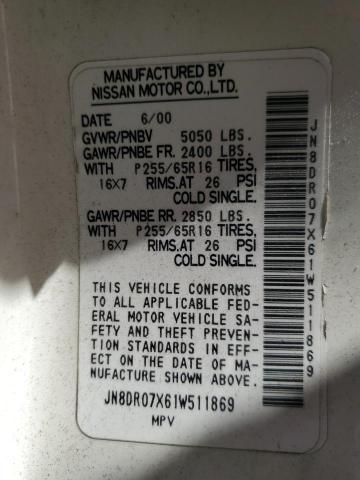 MANUFACTURED BY
NISSAN MOTOR CO.,LTD.
DATE 6/00
GVWR/PNBV 5050 LBS.
GAWR/PNBE FR. 2400 LBS.
WITH P255/65R16 TIRES,
16X7 RIMS.AT 26 PSI
COLD SINGLE.
GAWR/PNBE RR. 2850 LBS.
WITH P255/65R16 TIRES,
16X7 RIMS.AT 26 PSI
COLD SINGLE.
THIS VEHICLE CONFORMS
TO ALL APPLICABLE FED-
ERAL MOTOR VEHICLE SA-
FETY AND THEFT PREVEN-
TION STANDARDS IN EFF-
ECT ON THE DATE OF MA-
NUFACTURE SHOWN ABOVE.
JN8DR07X61W511869
MPV
JN8DR07X61W511869